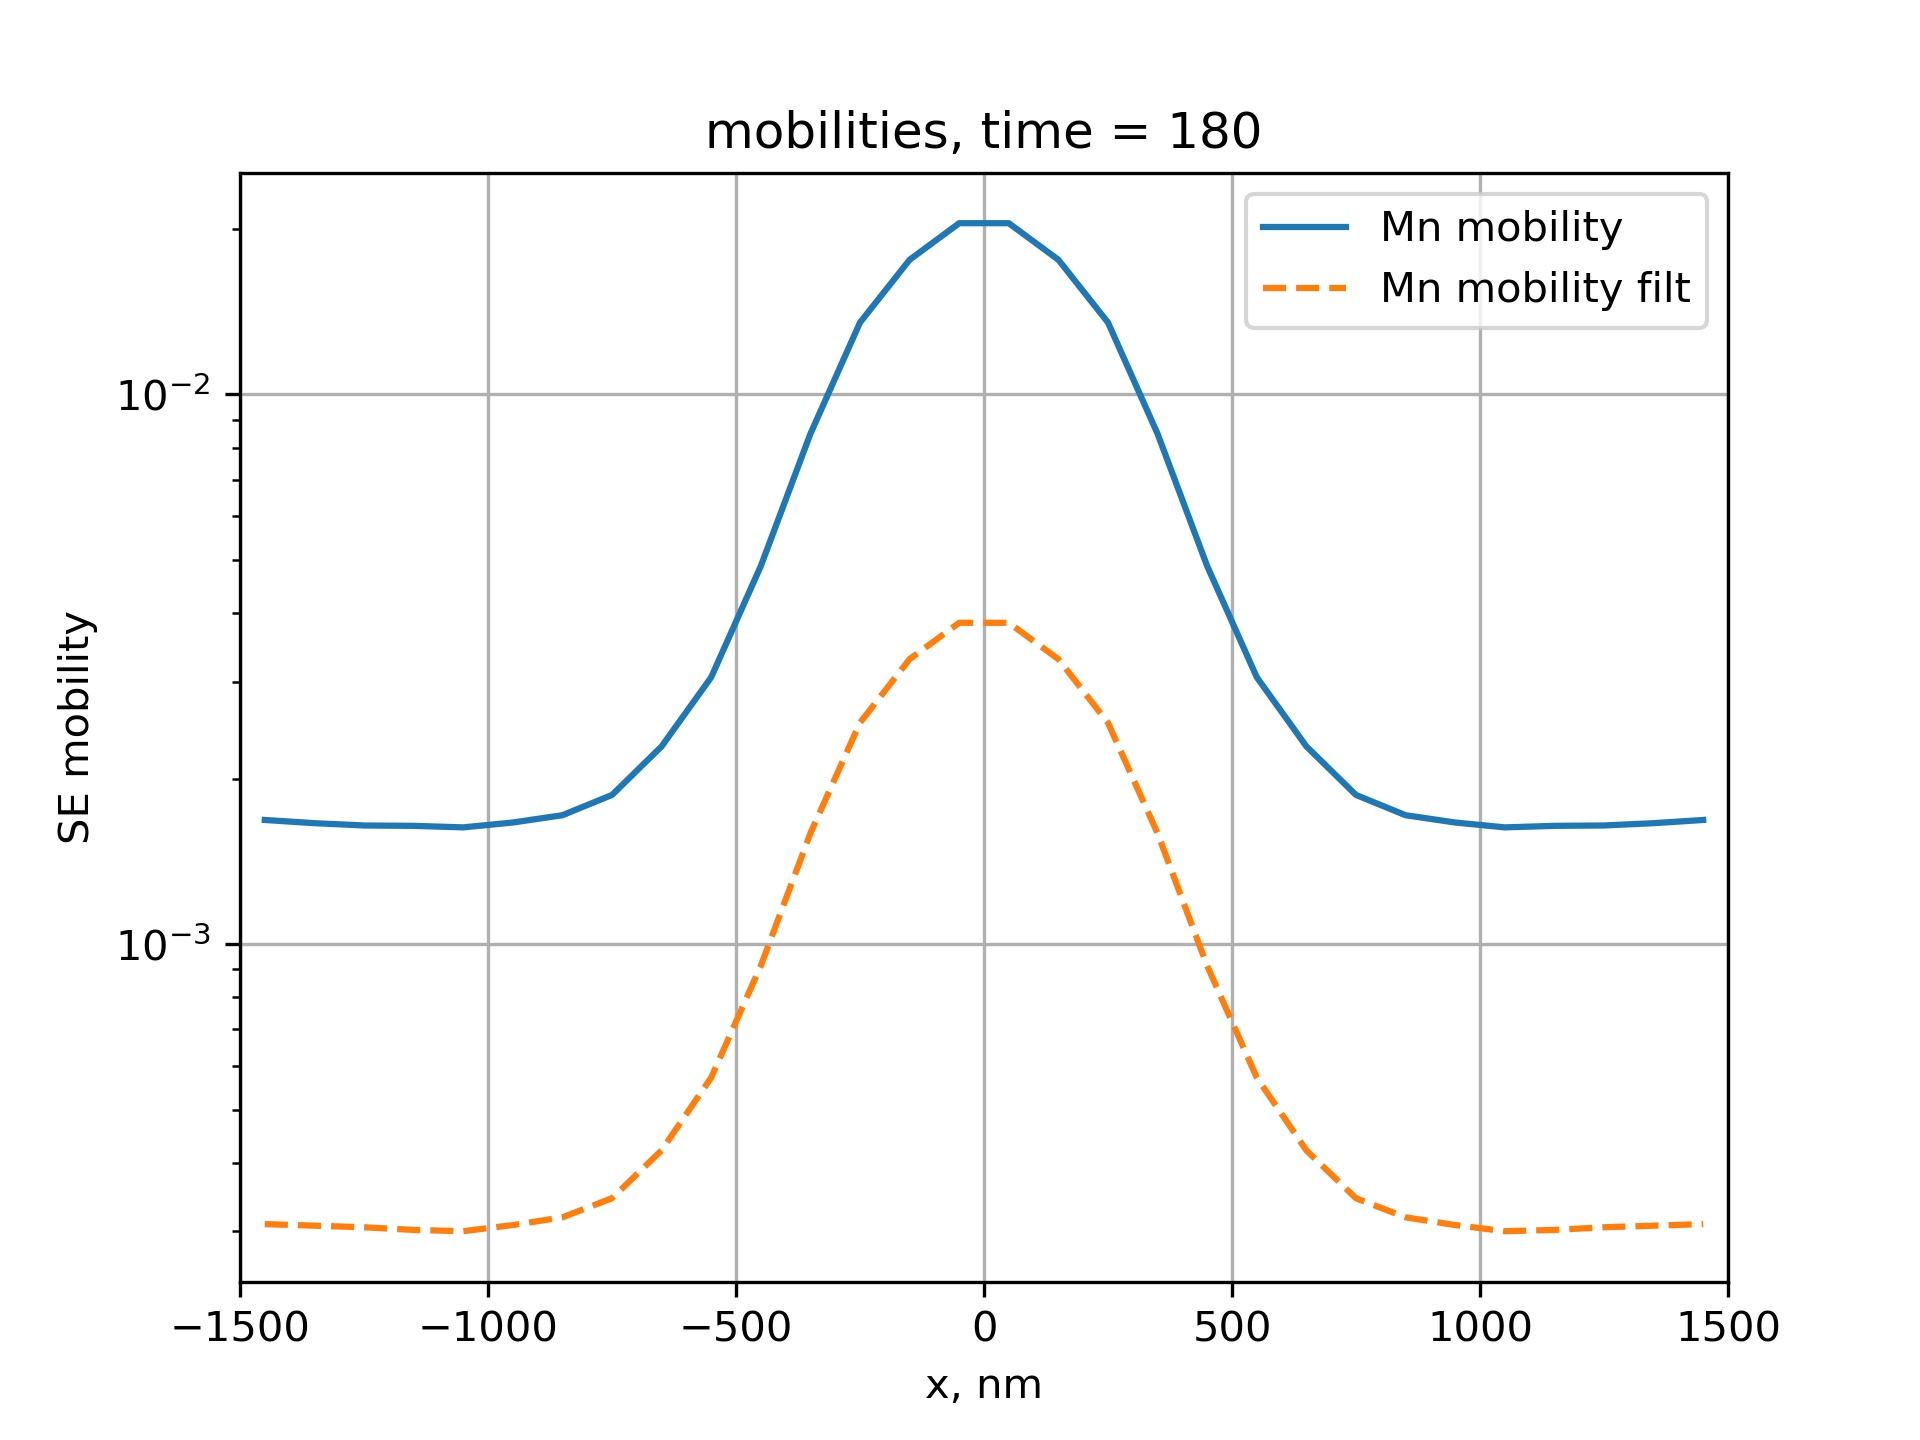 mobilities, time = 180
Mn mobility
Mn mobility filt
10⁻²
10⁻³
SE mobility
−1500 −1000 −500 0 500 1000 1500
x, nm